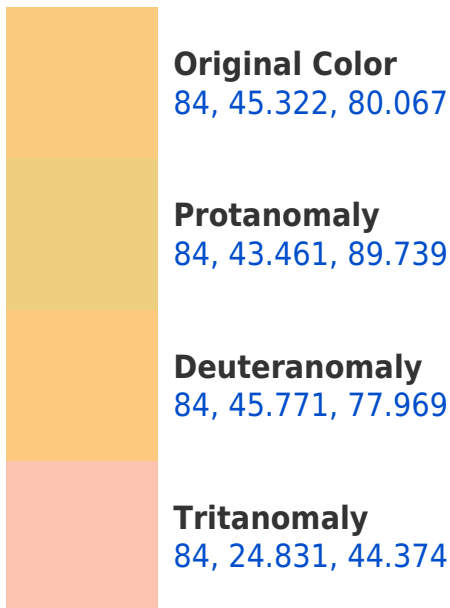 Original Color
84, 45.322, 80.067
Protanomaly
84, 43.461, 89.739
Deuteranomaly
84, 45.771, 77.969
Tritanomaly
84, 24.831, 44.374